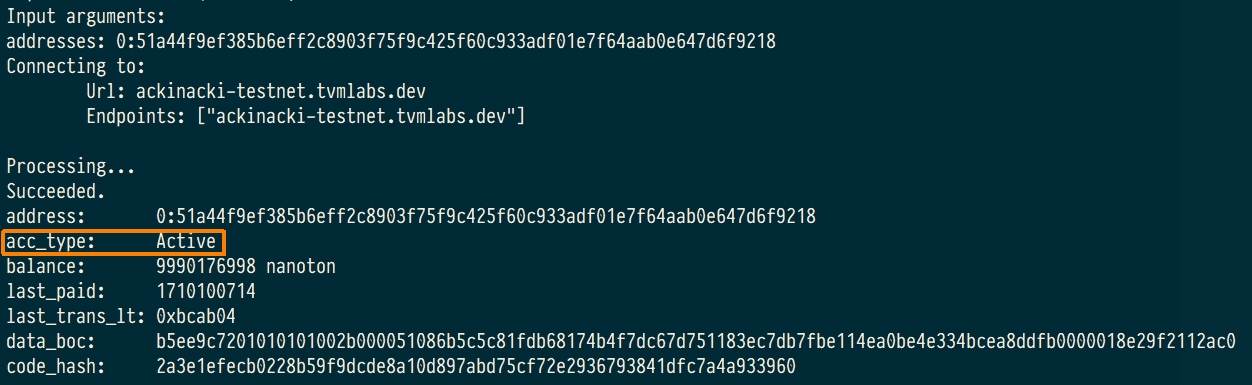 Input arguments:
addresses: 0:51a44f9ef385b6eff2c8903f75f9c425f60c933adf01e7f64aab0e647d6f9218
Connecting to:
Url: ackinacki-testnet.tvmlabs.dev
Endpoints: ["ackinacki-testnet.tvmlabs.dev"]
Processing...
Succeeded.
address: 0:51a44f9ef385b6eff2c8903f75f9c425f60c933adf01e7f64aab0e647d6f9218
acc_type: Active
balance: 9990176998 nanoton
last_paid: 1710100714
last_trans_lt: 0xbcab04
data_boc: b5ee9c7201010101002b000051086b5c5c81fdb68174b4f7dc67d751183ec7db7fbe114ea0be4e334bcea8ddfb0000018e29f2112ac0
code_hash: 2a3e1efecb0228b59f9dcde8a10d897abd75cf72e2936793841dfc7a4a933960